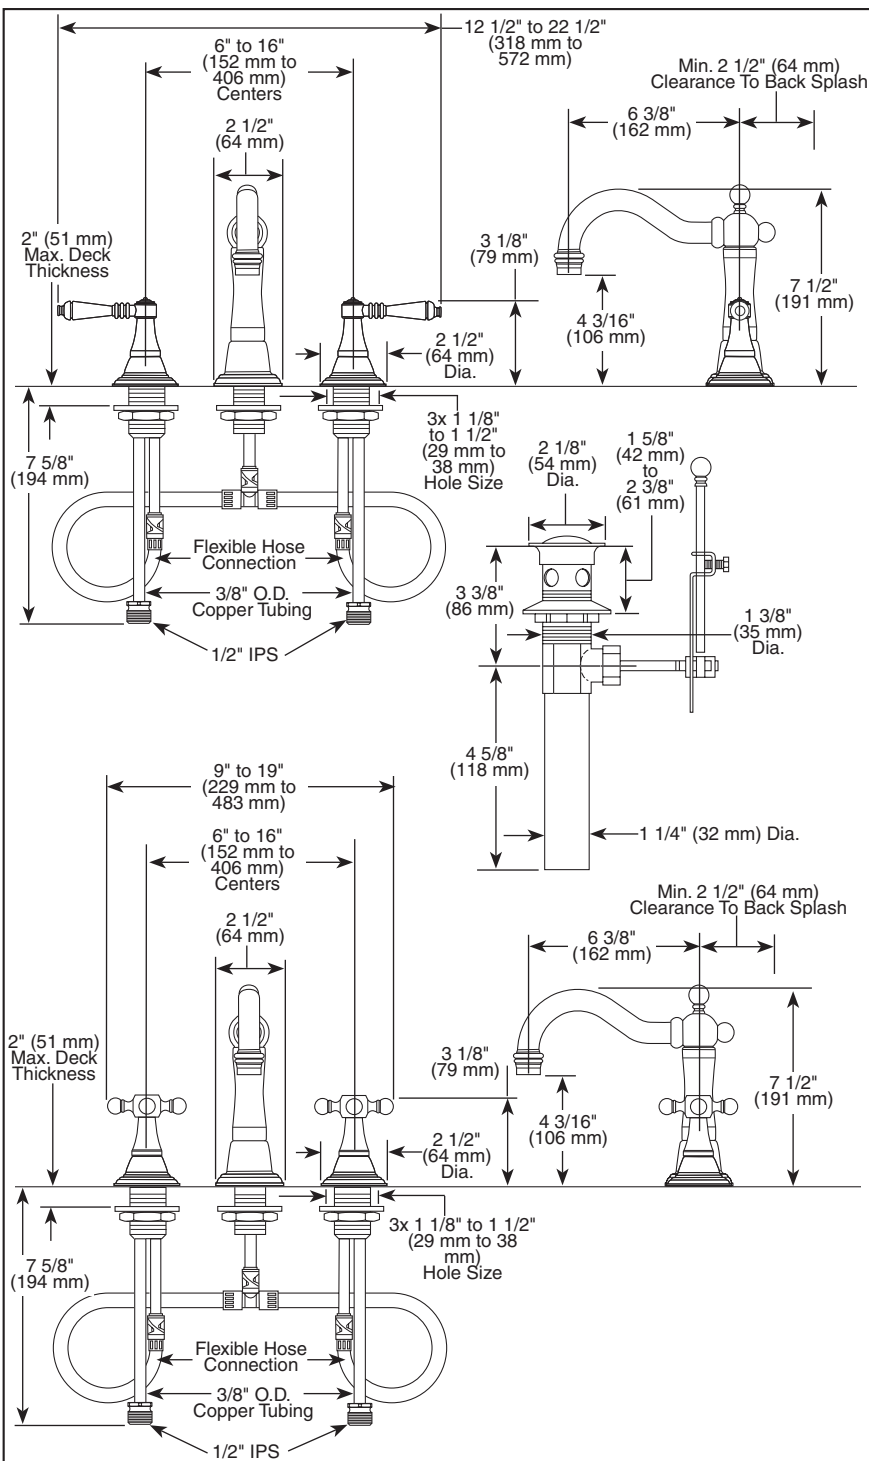 12 1/2" to 22 1/2"
(318 mm to
572 mm)
6" to 16"
(152 mm to
406 mm)
Centers
2 1/2"
(64 mm)
2" (51 mm)
Max. Deck
Thickness
3 1/8"
(79 mm)
2 1/2"
(64 mm)
Dia.
Min. 2 1/2" (64 mm)
Clearance To Back Splash
6 3/8"
(162 mm)
7 1/2"
(191 mm)
4 3/16"
(106 mm)
7 5/8"
(194 mm)
3x 1 1/8"
to 1 1/2"
(29 mm to
38 mm)
Hole Size
Flexible Hose
Connection
3/8" O.D.
Copper Tubing
1/2" IPS
2 1/8"
(54 mm)
Dia.
1 5/8"
(42 mm)
to
2 3/8"
(61 mm)
3 3/8"
(86 mm)
1 3/8"
(35 mm)
Dia.
4 5/8"
(118 mm)
1 1/4" (32 mm) Dia.
9" to 19"
(229 mm to
483 mm)
6" to 16"
(152 mm to
406 mm)
Centers
2 1/2"
(64 mm)
2" (51 mm)
Max. Deck
Thickness
3 1/8"
(79 mm)
2 1/2"
(64 mm)
Dia.
Min. 2 1/2" (64 mm)
Clearance To Back Splash
6 3/8"
(162 mm)
7 1/2"
(191 mm)
4 3/16"
(106 mm)
7 5/8"
(194 mm)
3x 1 1/8" to 1 1/2"
(29 mm to 38
mm)
Hole Size
Flexible Hose
Connection
3/8" O.D.
Copper Tubing
1/2" IPS